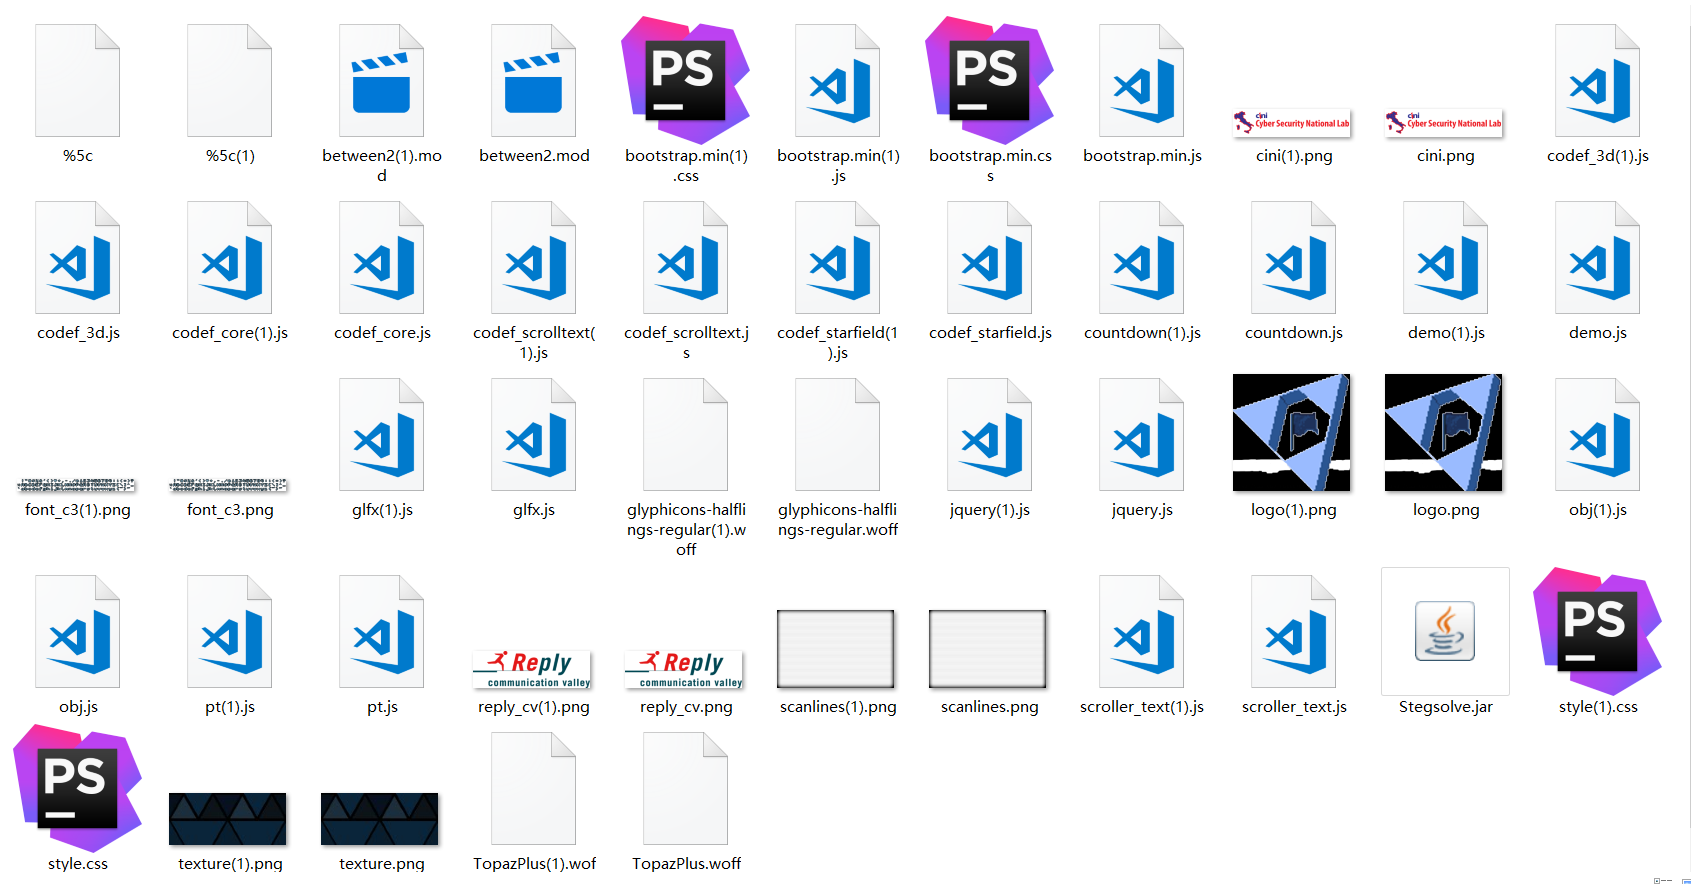 %5c
%5c(1)
between2(1).mo
d
between2.mod
bootstrap.min(1)
.css
bootstrap.min(1)
.js
bootstrap.min.cs
s
bootstrap.min.js
cini(1).png
cini.png
codef_3d(1).js
PS
PS
cini
Cyber Security National Lab
cini
Cyber Security National Lab
codef_3d.js
codef_core(1).js
codef_core.js
codef_scrolltext(
1).js
codef_scrolltext.j
s
codef_starfield(1
).js
codef_starfield.js
countdown(1).js
countdown.js
demo(1).js
demo.js
font_c3(1).png
font_c3.png
glfx(1).js
glfx.js
glyphicons-halfli
ngs-regular(1).w
off
glyphicons-halfli
ngs-regular.woff
jquery(1).js
jquery.js
logo(1).png
logo.png
obj(1).js
Reply
communication valley
Reply
communication valley
PS
obj.js
pt(1).js
pt.js
reply_cv(1).png
reply_cv.png
scanlines(1).png
scanlines.png
scroller_text(1).js
scroller_text.js
Stegsolve.jar
style(1).css
PS
style.css
texture(1).png
texture.png
TopazPlus(1).wof
TopazPlus.woff